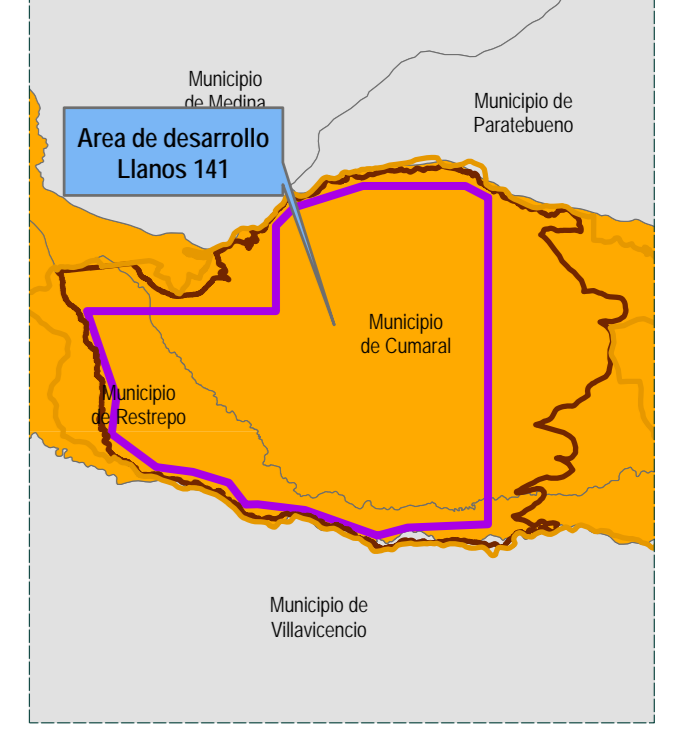 Municipio
de Medina
Municipio de
Paratebueno
Area de desarrollo
Llanos 141
Municipio
de Cumaral
Municipio
de Restrepo
Municipio de
Villavicencio